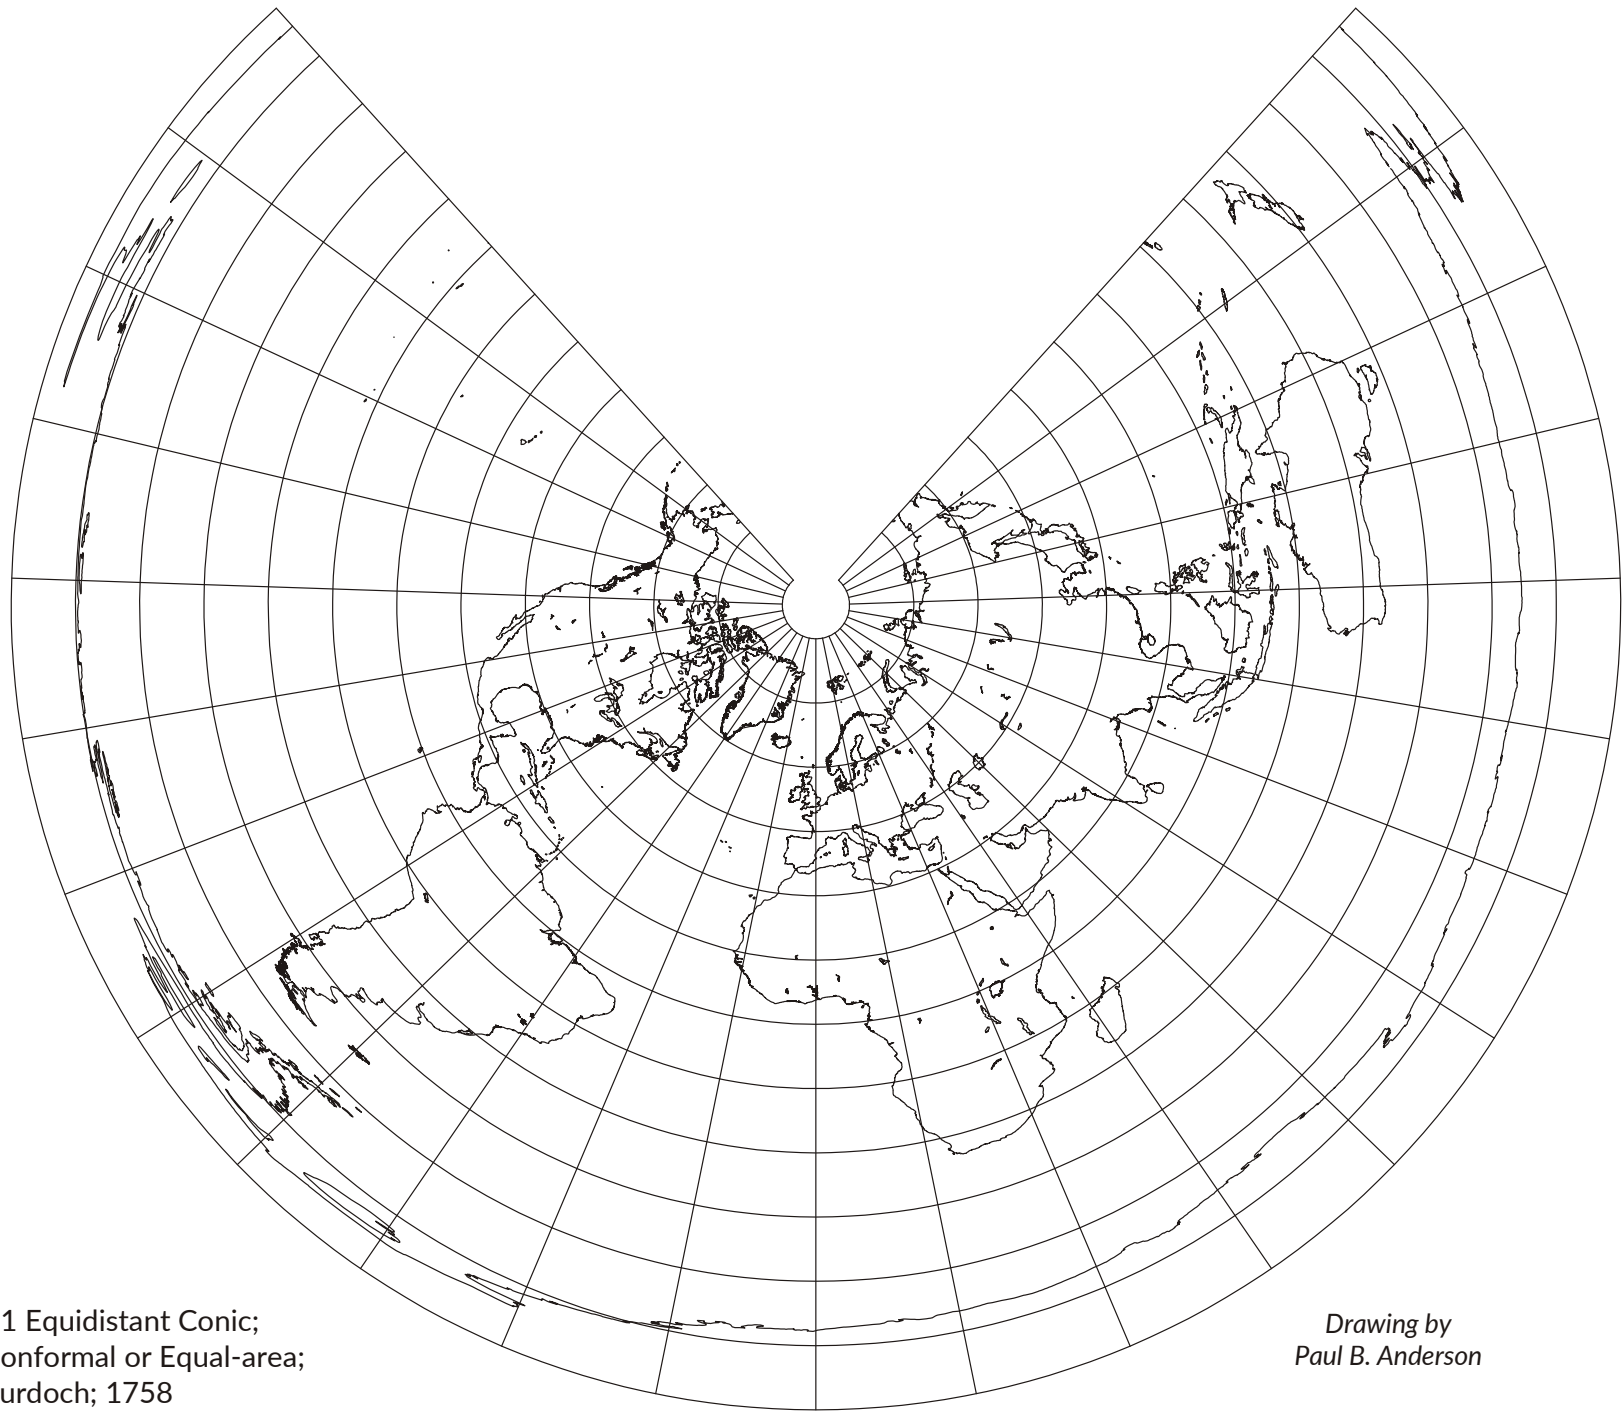 1 Equidistant Conic;
onformal or Equal-area;
urdoch; 1758
Drawing by
Paul B. Anderson